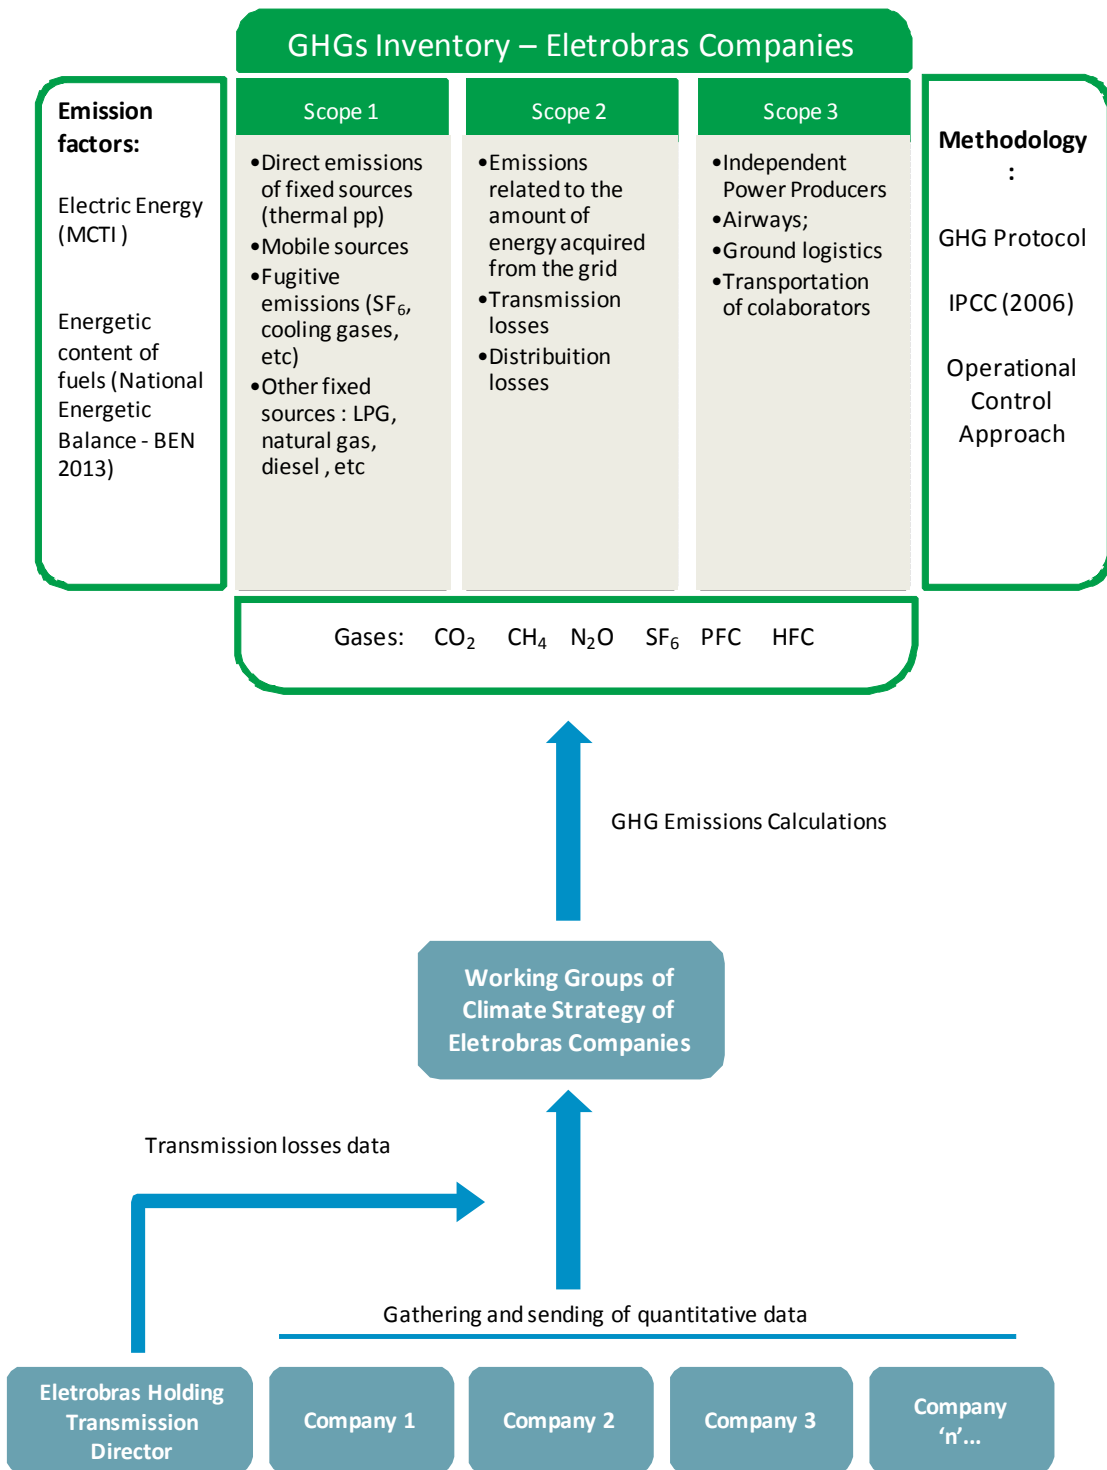 GHGs Inventory – Eletrobras Companies
Emission
factors:
Electric Energy
(MCTI )
Energetic
content of
fuels (National
Energetic
Balance - BEN
2013)
Scope 1
•Direct emissions
of fixed sources
(thermal pp)
•Mobile sources
•Fugitive
emissions (SF₆,
cooling gases,
etc)
•Other fixed
sources : LPG,
natural gas,
diesel , etc
Scope 2
•Emissions
related to the
amount of
energy acquired
from the grid
•Transmission
losses
•Distribuition
losses
Scope 3
•Independent
Power Producers
•Airways;
•Ground logistics
•Transportation
of colaborators
Methodology
:
GHG Protocol
IPCC (2006)
Operational
Control
Approach
Gases: CO₂ CH₄ N₂O SF₆ PFC HFC
GHG Emissions Calculations
Working Groups of
Climate Strategy of
Eletrobras Companies
Transmission losses data
Gathering and sending of quantitative data
Eletrobras Holding
Transmission
Director
Company 1
Company 2
Company 3
Company
‘n’...